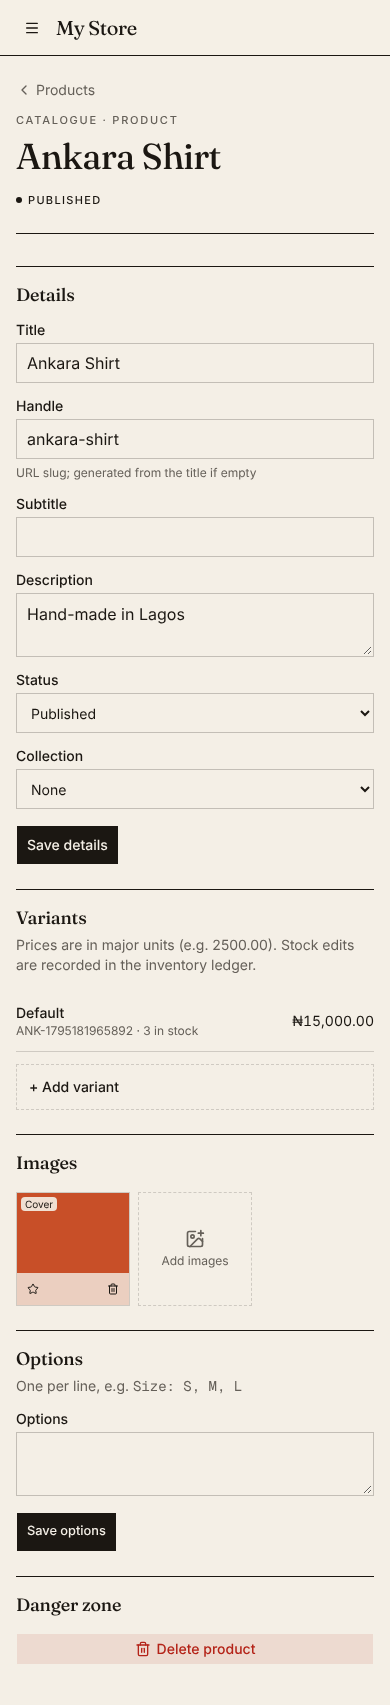 My Store
Products
CATALOGUE · PRODUCT
Ankara Shirt
PUBLISHED
Details
Title
Ankara Shirt
Handle
ankara-shirt
URL slug; generated from the title if empty
Subtitle
Description
Hand-made in Lagos
Status
Published
Collection
None
Save details
Variants
Prices are in major units (e.g. 2500.00). Stock edits
are recorded in the inventory ledger.
Default
₦15,000.00
ANK-1795181965892 · 3 in stock
+ Add variant
Images
Cover
Add images
Options
One per line, e.g. Size: S, M, L
Options
Save options
Danger zone
Delete product